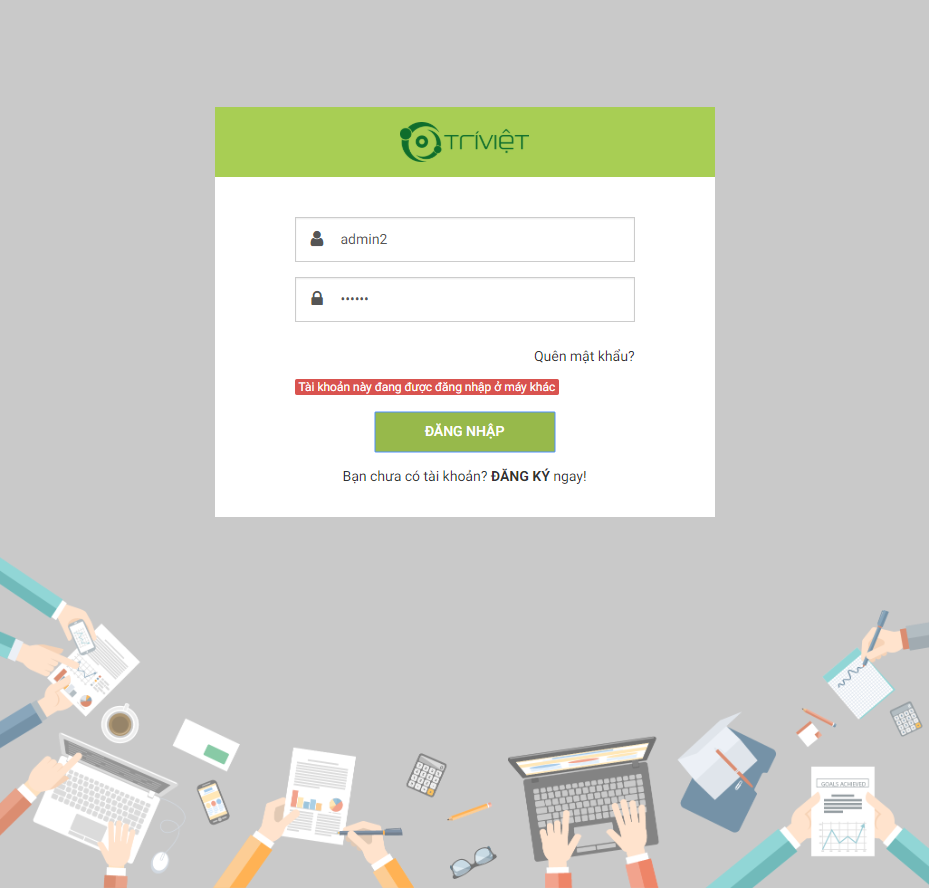 TRÍVIỆT
admin2
••••••
Quên mật khẩu?
Tài khoản này đang được đăng nhập ở máy khác
ĐĂNG NHẬP
Bạn chưa có tài khoản? ĐĂNG KÝ ngay!
GOALS ACHIEVED